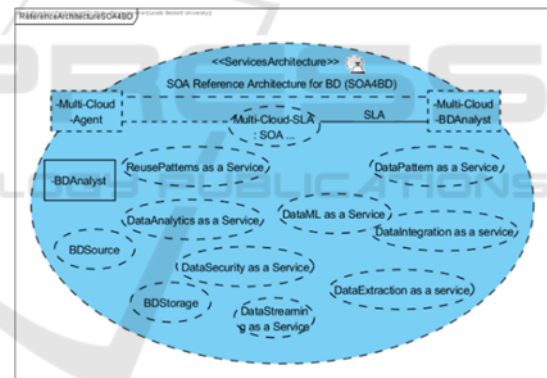 ReferenceArchitectureSOA4BD
<<ServicesArchitecture>>
SOA Reference Architecture for BD (SOA4BD)
-Multi-Cloud
-Agent
Multi-Cloud-SLA
: SOA ...
SLA
-Multi-Cloud
-BDAnalyst
-BDAnalyst
ReusePatterns as a Service
DataPattern as a Service
DataAnalytics as Service
DataML as a Service
DataIntegration as a service
BDSource
DataSecurity as a Service
BDStorage
DataStreamin
g as a Service
DataExtraction as a service